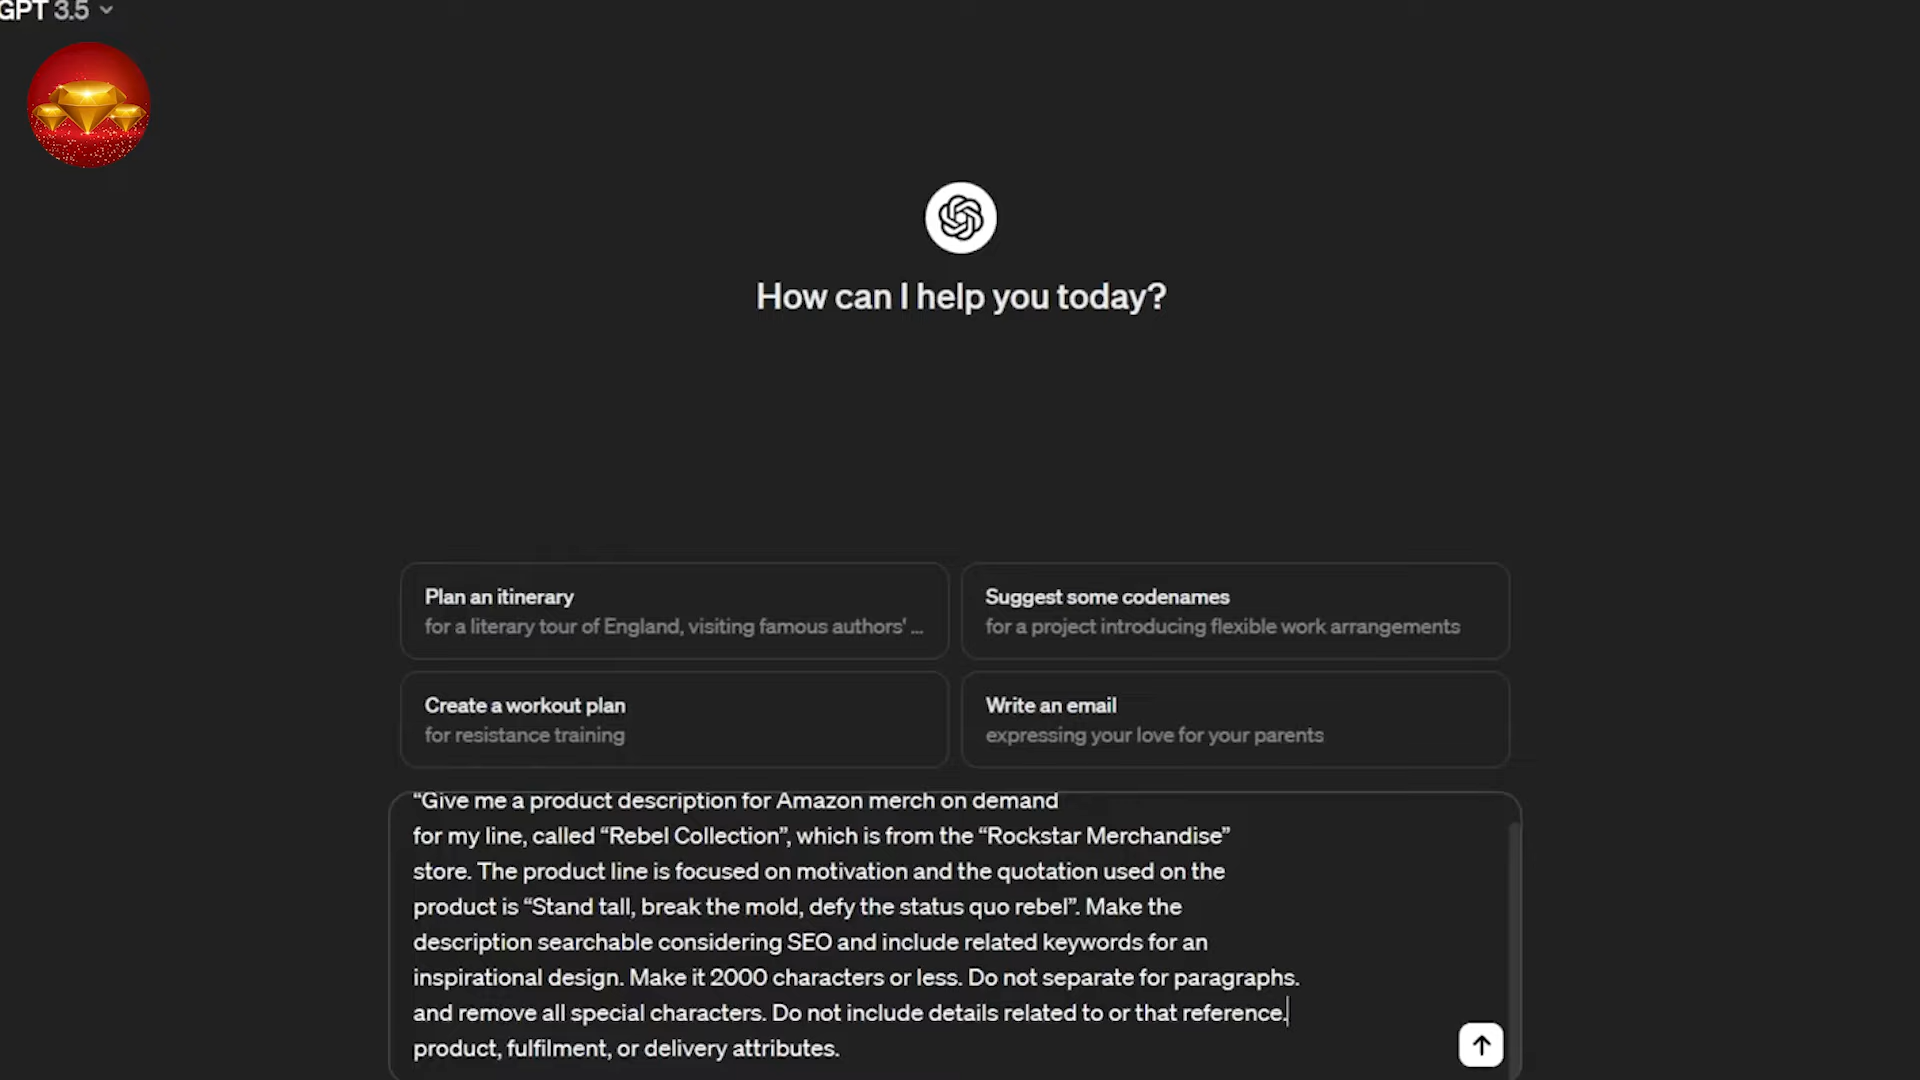 GPT 3.5
How can I help you today?
Plan an itinerary
for a literary tour of England, visiting famous authors' ...
Suggest some codenames
for a project introducing flexible work arrangements
Create a workout plan
for resistance training
Write an email
expressing your love for your parents
“Give me a product description for Amazon merch on demand
for my line, called “Rebel Collection”, which is from the “Rockstar Merchandise”
store. The product line is focused on motivation and the quotation used on the
product is “Stand tall, break the mold, defy the status quo rebel”. Make the
description searchable considering SEO and include related keywords for an
inspirational design. Make it 2000 characters or less. Do not separate for paragraphs.
and remove all special characters. Do not include details related to or that reference.
product, fulfilment, or delivery attributes.